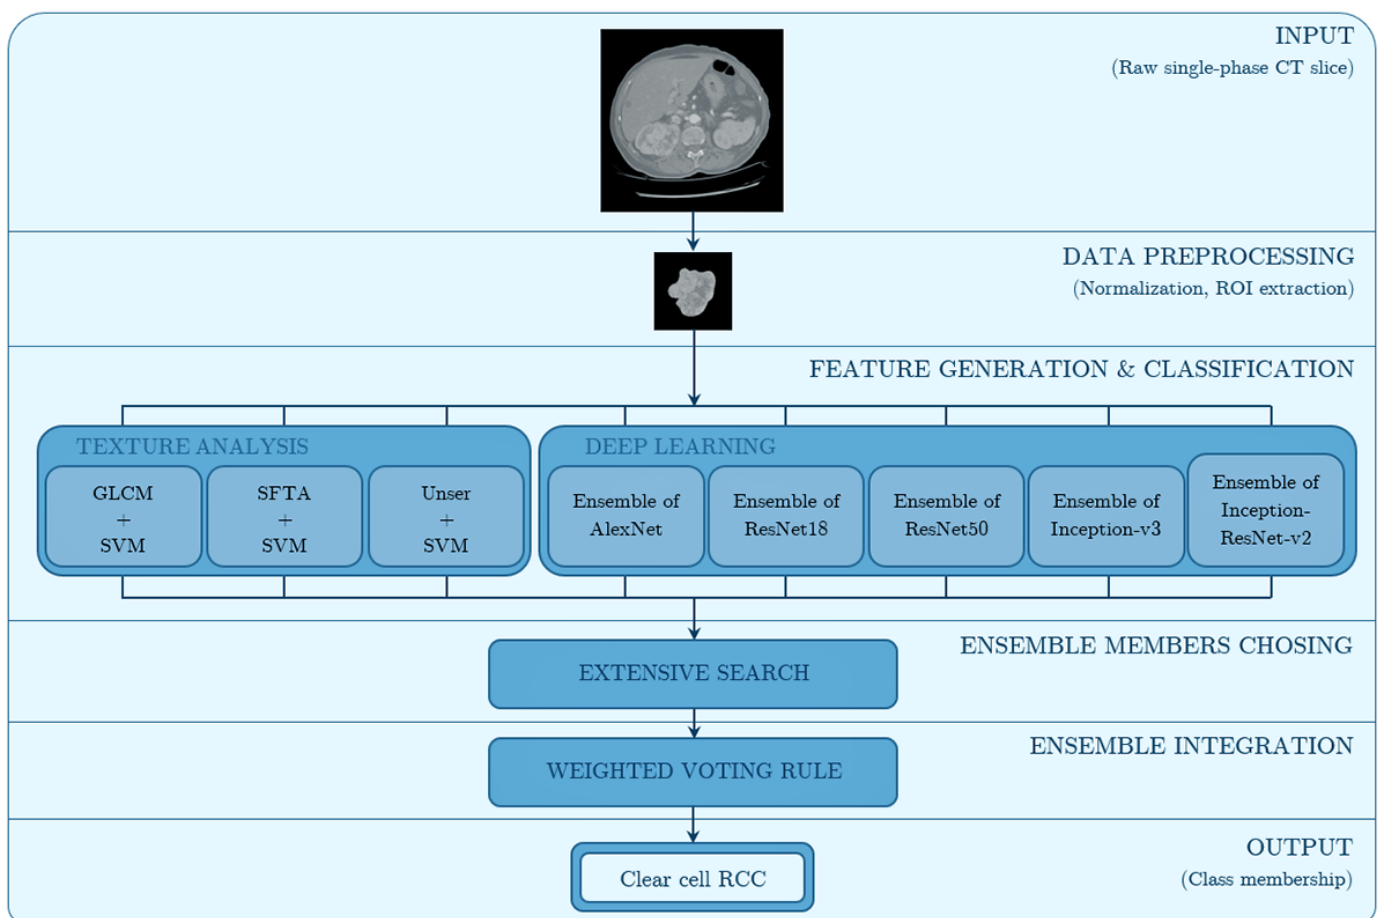 INPUT
(Raw single-phase CT slice)
DATA PREPROCESSING
(Normalization, ROI extraction)
FEATURE GENERATION & CLASSIFICATION
TEXTURE ANALYSIS
GLCM
+
SVM
SFTA
+
SVM
Unser
+
SVM
DEEP LEARNING
Ensemble of
AlexNet
Ensemble of
ResNet18
Ensemble of
ResNet50
Ensemble of
Inception-v3
Ensemble of
Inception-
ResNet-v2
ENSEMBLE MEMBERS CHOSING
EXTENSIVE SEARCH
ENSEMBLE INTEGRATION
WEIGHTED VOTING RULE
OUTPUT
(Class membership)
Clear cell RCC